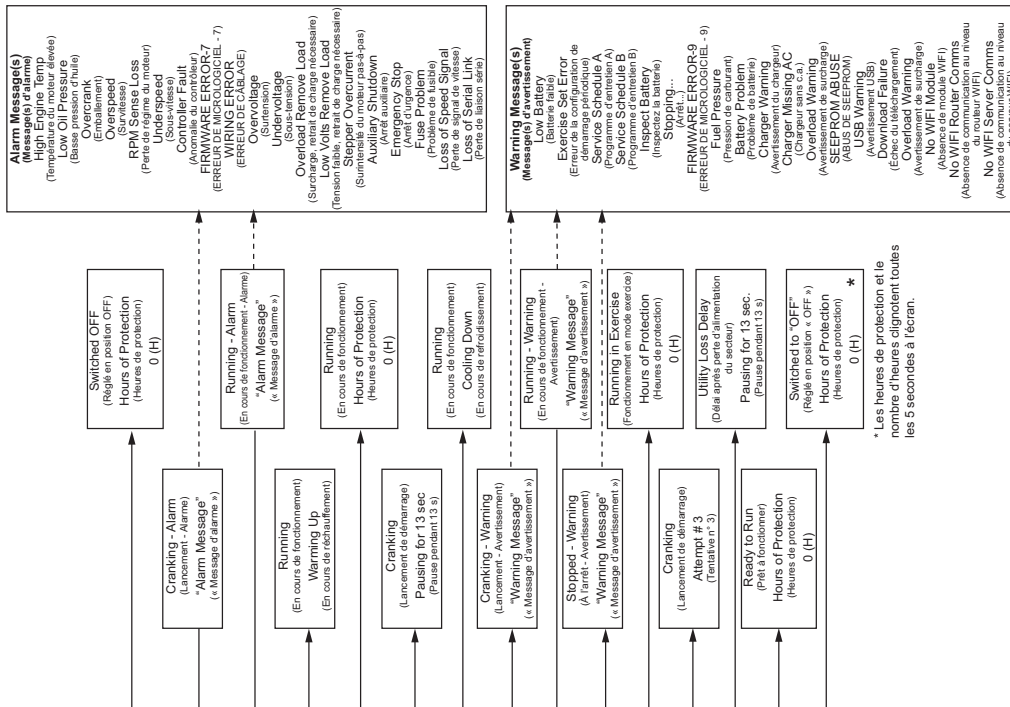 Alarm Message(s)
(Message(s) d'alarme)
High Engine Temp
(Température du moteur élevée)
Low Oil Pressure
(Basse pression d'huile)
Overcrank
(Emballement)
Overspeed
(Survitesse)
RPM Sense Loss
(Perte de régime du moteur)
Underspeed
(Sous-vitesse)
Controller Fault
(Anomalie du contrôleur)
FIRMWARE ERROR-7
(ERREUR DE MICROLOGICIEL - 7)
WIRING ERROR
(ERREUR DE CÂBLAGE)
Overvoltage
(Surtension)
Undervoltage
(Sous-tension)
Overload Remove Load
(Surcharge, retrait de charge nécessaire)
Low Volts Remove Load
(Tension faible, retrait de charge nécessaire)
Stepper Overcurrent
(Surintensité du moteur pas-à-pas)
Auxiliary Shutdown
(Arrêt auxiliaire)
Emergency Stop
(Arrêt d'urgence)
Fuse Problem
(Problème de fusible)
Loss of Speed Signal
(Perte de signal de vitesse)
Loss of Serial Link
(Perte de liaison série)
Warning Message(s)
(Message(s) d'avertissement)
Low Battery
(Batterie faible)
Exercise Set Error
(Erreur de la configuration de
démarrage périodique)
Service Schedule A
(Programme d'entretien A)
Service Schedule B
(Programme d'entretien B)
Inspect Battery
(Inspectez la batterie)
Stopping...
(Arrêt...)
FIRMWARE ERROR-9
(ERREUR DE MICROLOGICIEL - 9)
Fuel Pressure
(Pression de carburant)
Battery Problem
(Problème de batterie)
Charger Warning
(Avertissement du chargeur)
Charger Missing AC
(Chargeur sans c.a.)
Overload Warning
(Avertissement de surcharge)
SEEPROM ABUSE
(ABUS DE SEEPROM)
USB Warning
(Avertissement USB)
Download Failure
(Échec du téléchargement)
Overload Warning
(Avertissement de surcharge)
No WIFI Module
(Absence de module WIFI)
No WIFI Router Comms
(Absence de communication au niveau
du routeur WIFI)
No WIFI Server Comms
(Absence de communication au niveau
Switched OFF
(Réglé en position OFF)
Hours of Protection
(Heures de protection)
0 (H)
Running - Alarm
(En cours de fonctionnement - Alarme)
"Alarm Message"
(« Message d'alarme »)
Running
(En cours de fonctionnement)
Hours of Protection
(Heures de protection)
0 (H)
Running
(En cours de fonctionnement)
Cooling Down
(En cours de refroidissement)
Running - Warning
(En cours de fonctionnement -
Avertissement)
"Warning Message"
(« Message d'avertissement »)
Running in Exercise
(Fonctionnement en mode exercice)
Hours of Protection
(Heures de protection)
0 (H)
Utility Loss Delay
(Délai après perte d'alimentation
du secteur)
Pausing for 13 sec.
(Pause pendant 13 s)
Switched to "OFF"
(Réglé en position « OFF »)
Hours of Protection
(Heures de protection)
0 (H)
*
* Les heures de protection et le
nombre d'heures clignotent toutes
les 5 secondes à l'écran.
Cranking - Alarm
(Lancement - Alarme)
"Alarm Message"
(« Message d'alarme »)
Running
(En cours de fonctionnement)
Warming Up
(En cours de réchauffement)
Cranking
(Lancement de démarrage)
Pausing for 13 sec
(Pause pendant 13 s)
Cranking - Warning
(Lancement - Avertissement)
"Warning Message"
(« Message d'avertissement »)
Stopped - Warning
(À l'arrêt - Avertissement)
"Warning Message"
(« Message d'avertissement »)
Cranking
(Lancement de démarrage)
Attempt # 3
(Tentative n° 3)
Ready to Run
(Prêt à fonctionner)
Hours of Protection
(Heures de protection)
0 (H)